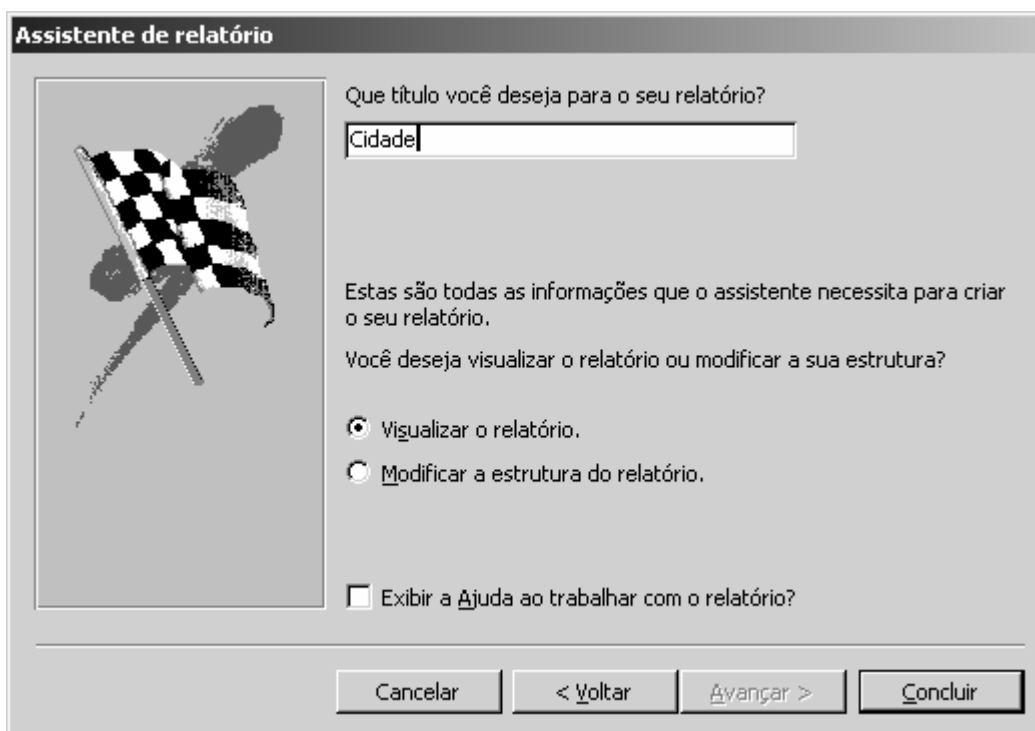 Assistente de relatório
Que título você deseja para o seu relatório?
Cidade
Estas são todas as informações que o assistente necessita para criar
o seu relatório.
Você deseja visualizar o relatório ou modificar a sua estrutura?
Visualizar o relatório.
Modificar a estrutura do relatório.
Exibir a Ajuda ao trabalhar com o relatório?
Cancelar < Voltar Avançar > Concluir